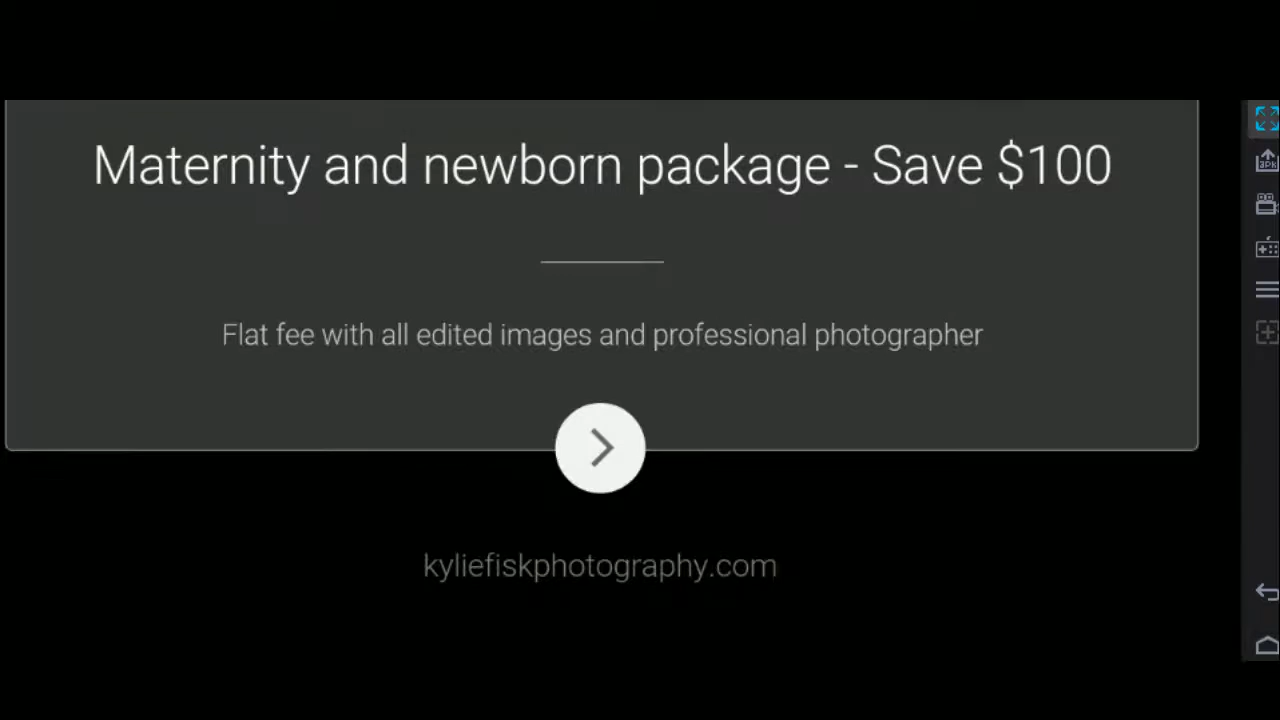 Maternity and newborn package - Save $100
Flat fee with all edited images and professional photographer
kyliefiskphotography.com